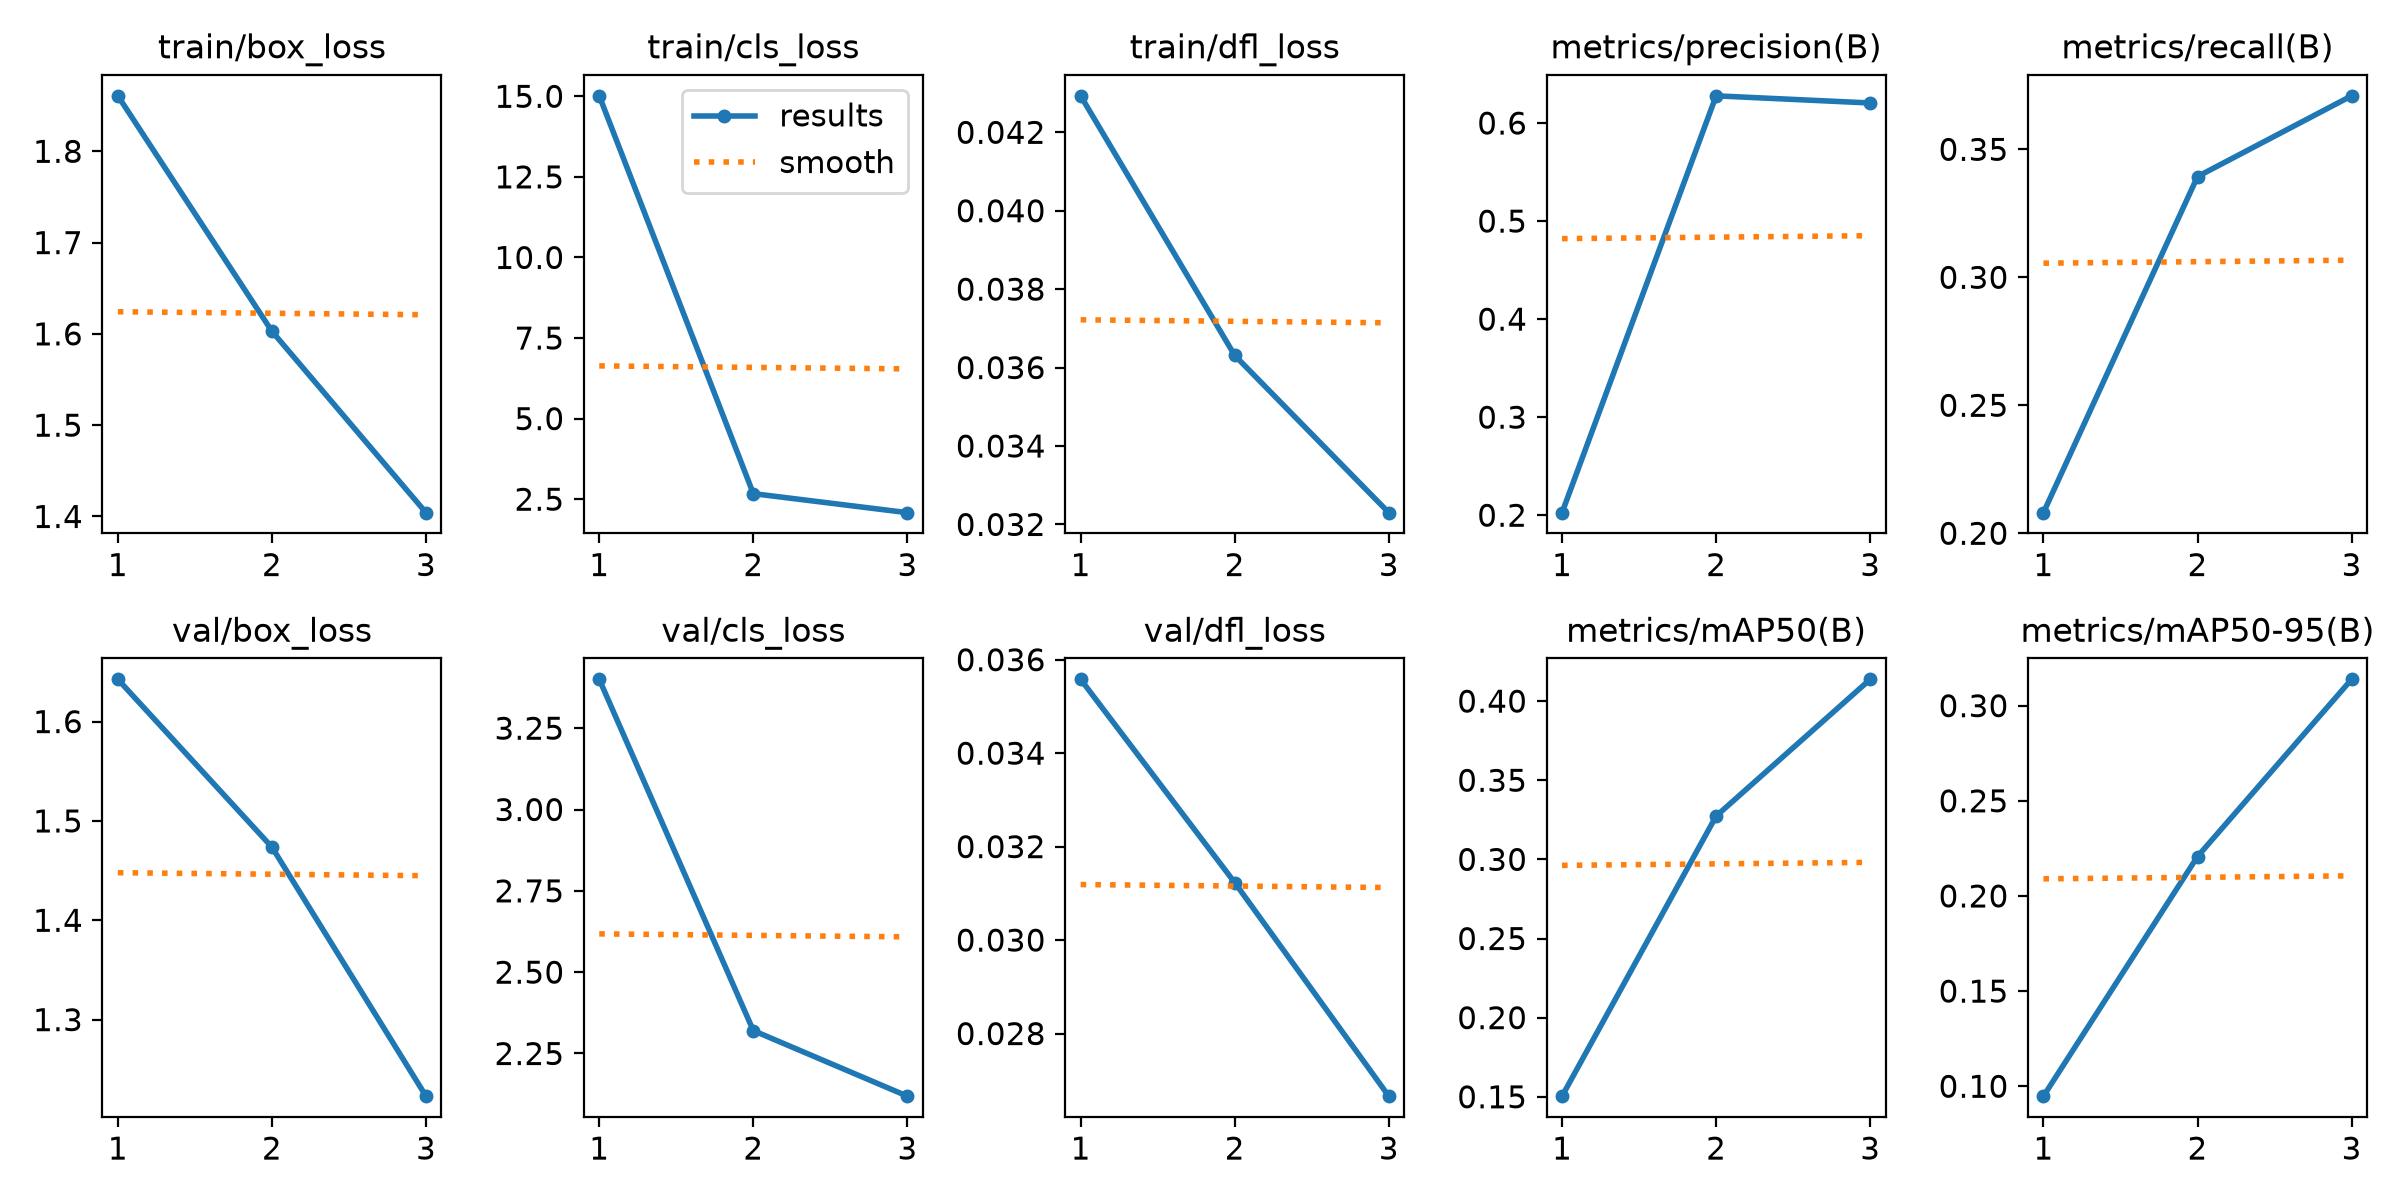 train/box_loss
1.8
1.7
1.6
1.5
1.4
1 2 3
train/cls_loss
results
smooth
15.0
12.5
10.0
7.5
5.0
2.5
1 2 3
train/dfl_loss
0.042
0.040
0.038
0.036
0.034
0.032
1 2 3
metrics/precision(B)
0.6
0.5
0.4
0.3
0.2
1 2 3
metrics/recall(B)
0.35
0.30
0.25
0.20
1 2 3
val/box_loss
1.6
1.5
1.4
1.3
1 2 3
val/cls_loss
3.25
3.00
2.75
2.50
2.25
1 2 3
val/dfl_loss
0.036
0.034
0.032
0.030
0.028
1 2 3
metrics/mAP50(B)
0.40
0.35
0.30
0.25
0.20
0.15
1 2 3
metrics/mAP50-95(B)
0.30
0.25
0.20
0.15
0.10
1 2 3